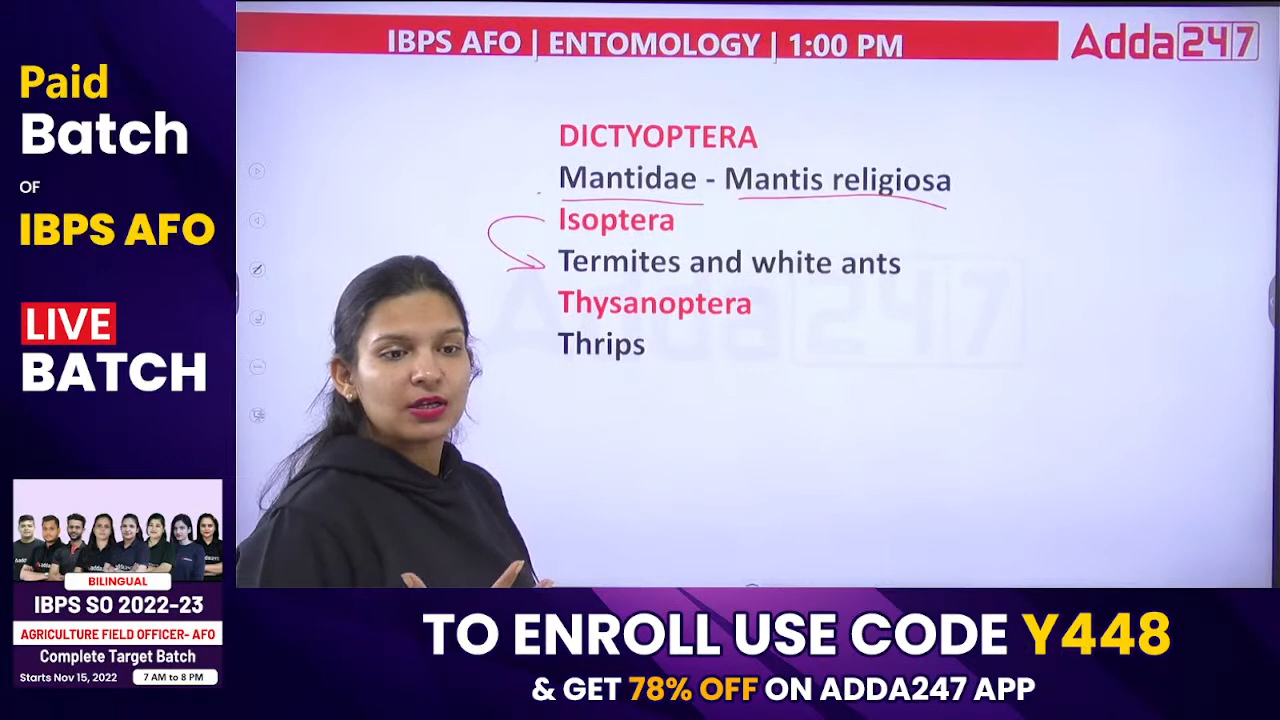 Paid
Batch
OF
IBPS AFO
LIVE
BATCH
BILINGUAL
IBPS SO 2022-23
AGRICULTURE FIELD OFFICER- AFO
Complete Target Batch
Starts Nov 15, 2022 7 AM to 8 PM
IBPS AFO | ENTOMOLOGY | 1:00 PM
Adda247
DICTYOPTERA
Mantidae - Mantis religiosa
Isoptera
Termites and white ants
Thysanoptera
Thrips
Adda247
TO ENROLL USE CODE Y448
& GET 78% OFF ON ADDA247 APP